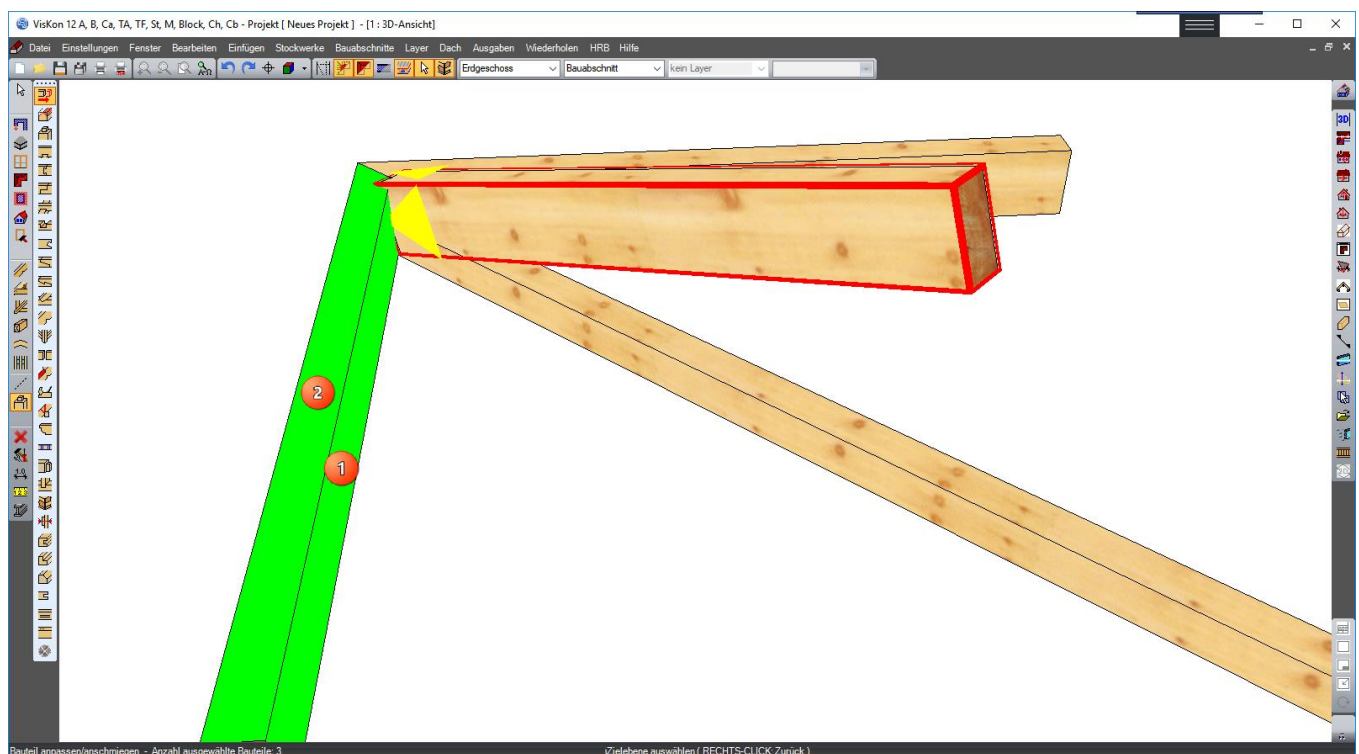 VisKon 12 A, B, Ca, TA, TF, St, M, Block, Ch, Cb - Projekt [ Neues Projekt ] - [1 : 3D-Ansicht]
Datei Einstellungen Fenster Bearbeiten Einfügen Stockwerke Bauabschnitte Layer Dach Ausgaben Wiederholen HRB Hilfe
Erdgeschoss Bauabschnitt kein Layer
3D
2
1
Bauteil anpassen/anschmiegen - Anzahl ausgewählte Bauteile: 3 Zielebene auswählen ( RECHTS-CLICK:Zurück )